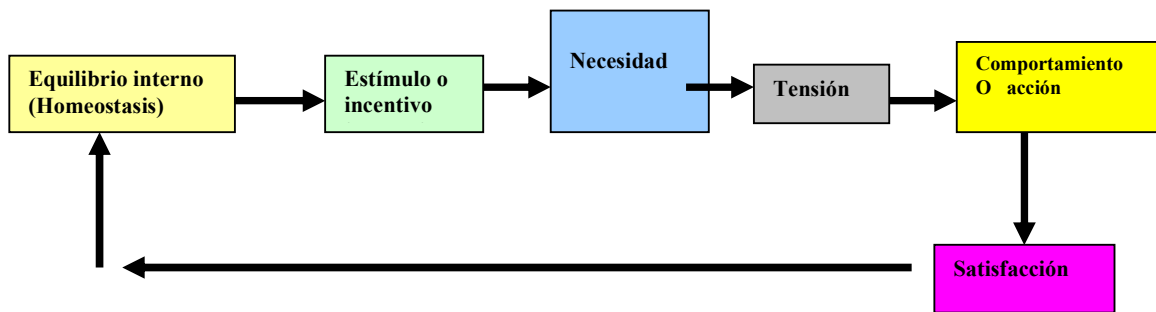 Equilibrio interno
(Homeostasis)
Estímulo o
incentivo
Necesidad
Tensión
Comportamiento
O acción
Satisfacción